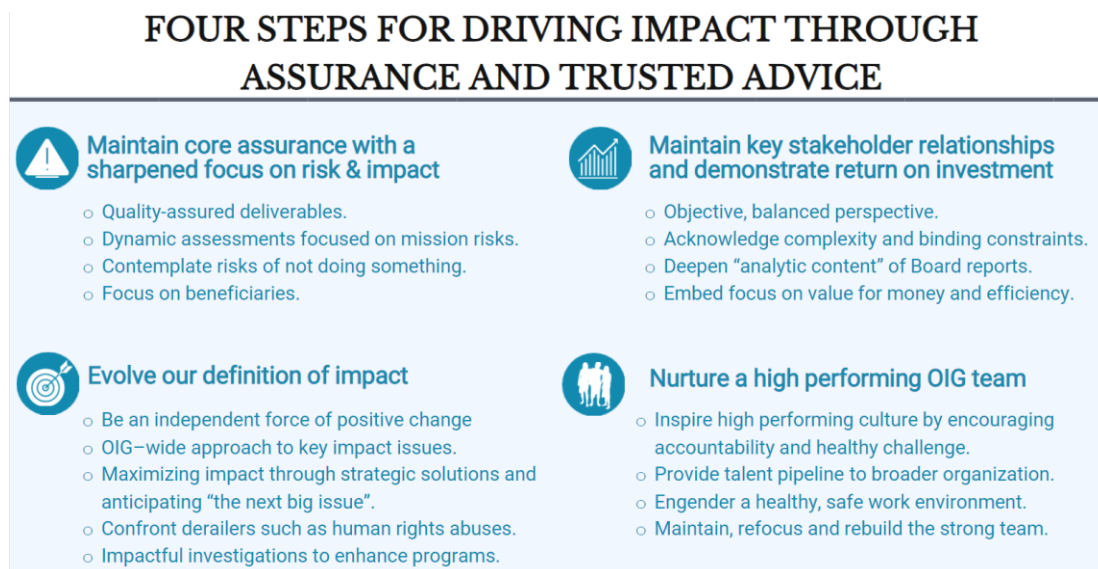 FOUR STEPS FOR DRIVING IMPACT THROUGH
ASSURANCE AND TRUSTED ADVICE
Maintain core assurance with a
sharpened focus on risk & impact
○ Quality-assured deliverables.
○ Dynamic assessments focused on mission risks.
○ Contemplate risks of not doing something.
○ Focus on beneficiaries.
Maintain key stakeholder relationships
and demonstrate return on investment
○ Objective, balanced perspective.
○ Acknowledge complexity and binding constraints.
○ Deepen “analytic content” of Board reports.
○ Embed focus on value for money and efficiency.
Evolve our definition of impact
○ Be an independent force of positive change
○ OIG–wide approach to key impact issues.
○ Maximizing impact through strategic solutions and
anticipating “the next big issue”.
○ Confront derailers such as human rights abuses.
○ Impactful investigations to enhance programs.
Nurture a high performing OIG team
○ Inspire high performing culture by encouraging
accountability and healthy challenge.
○ Provide talent pipeline to broader organization.
○ Engender a healthy, safe work environment.
○ Maintain, refocus and rebuild the strong team.